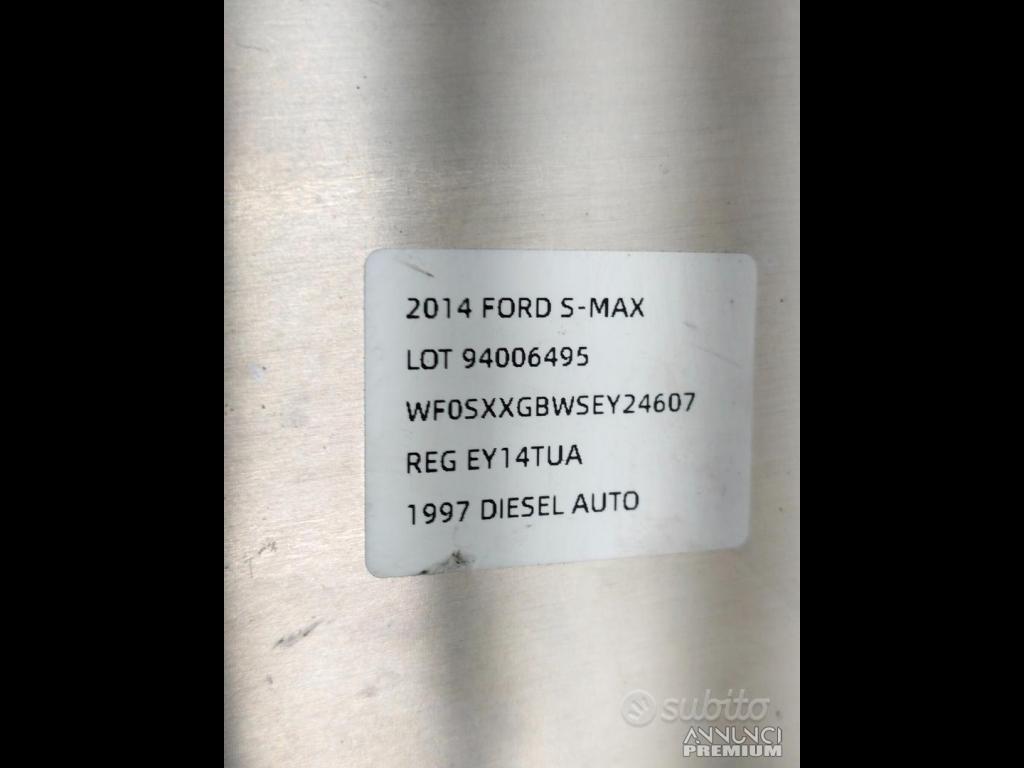 2014 FORD S-MAX
LOT 94006495
WF0SXXGBWSEY24607
REG EY14TUA
1997 DIESEL AUTO
subito
ANNUNCI
PREMIUM